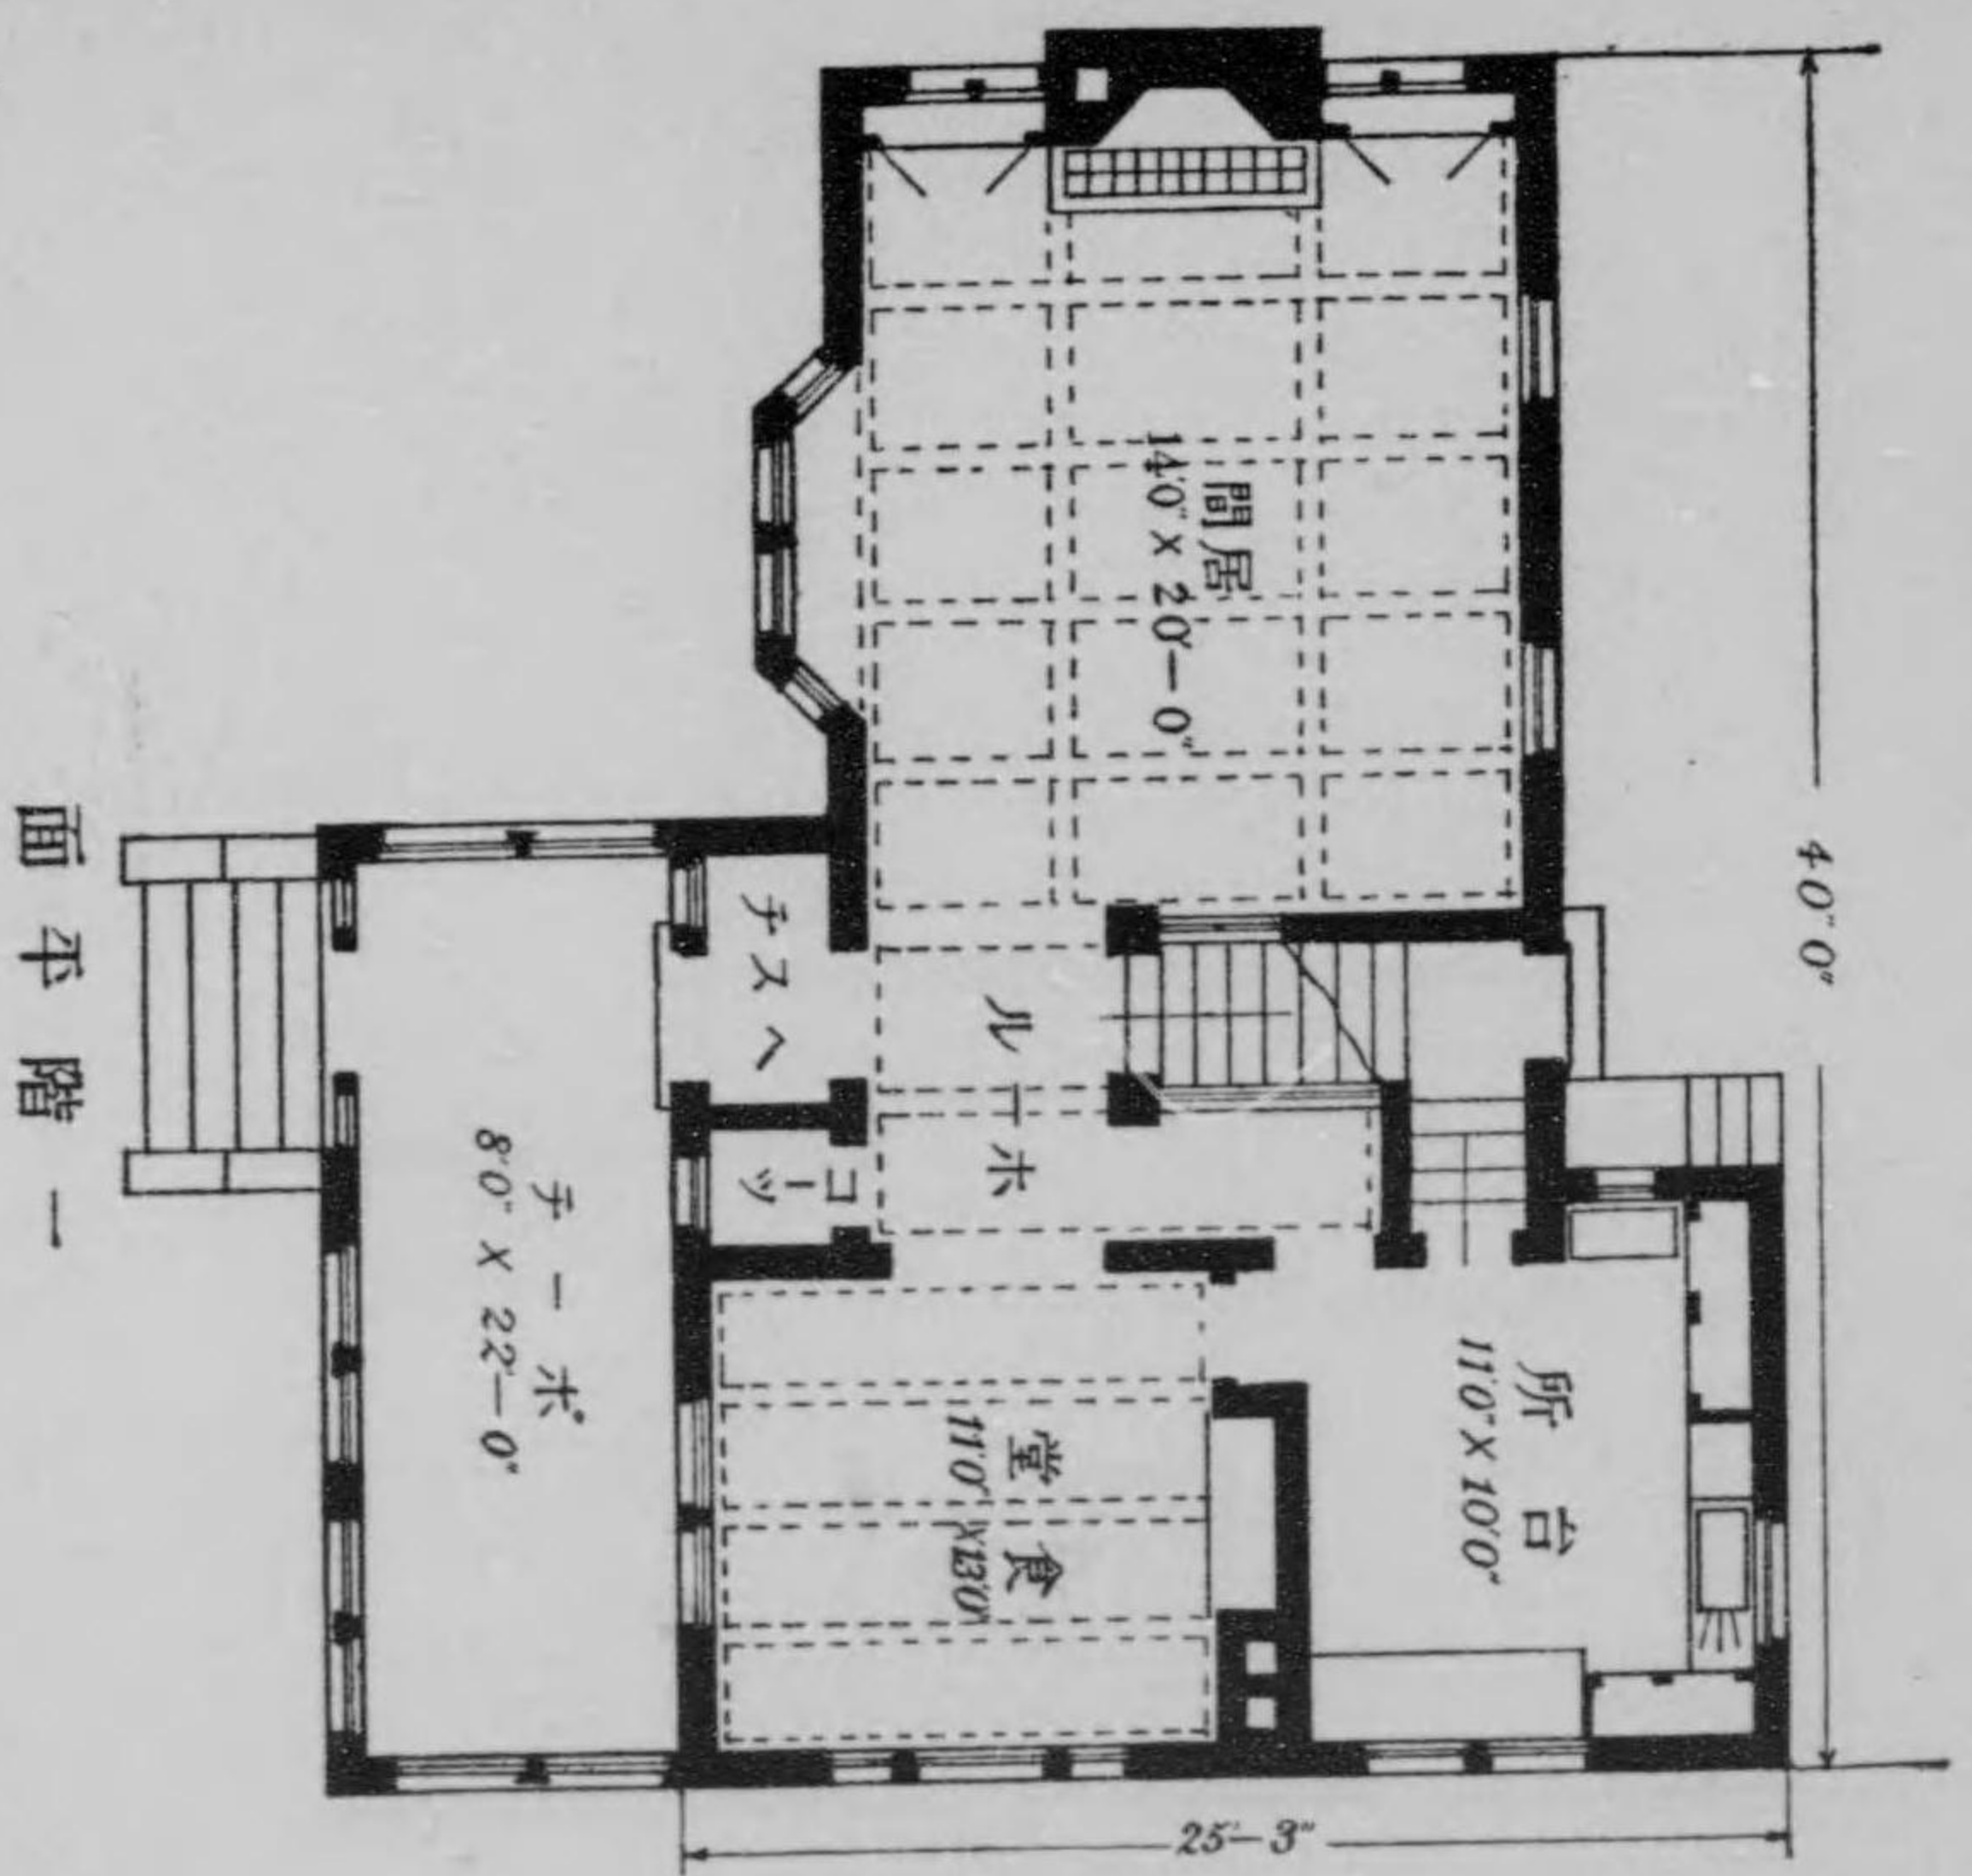 40" 0"
居間
14'0" X 20'—0"
台所
11'0" X 10'0"
ホール
食堂
11'0" X 13'0"
ヘスチ
コーツ
ポーチ
8'0" X 22'—0"
25'—3"
一階平面